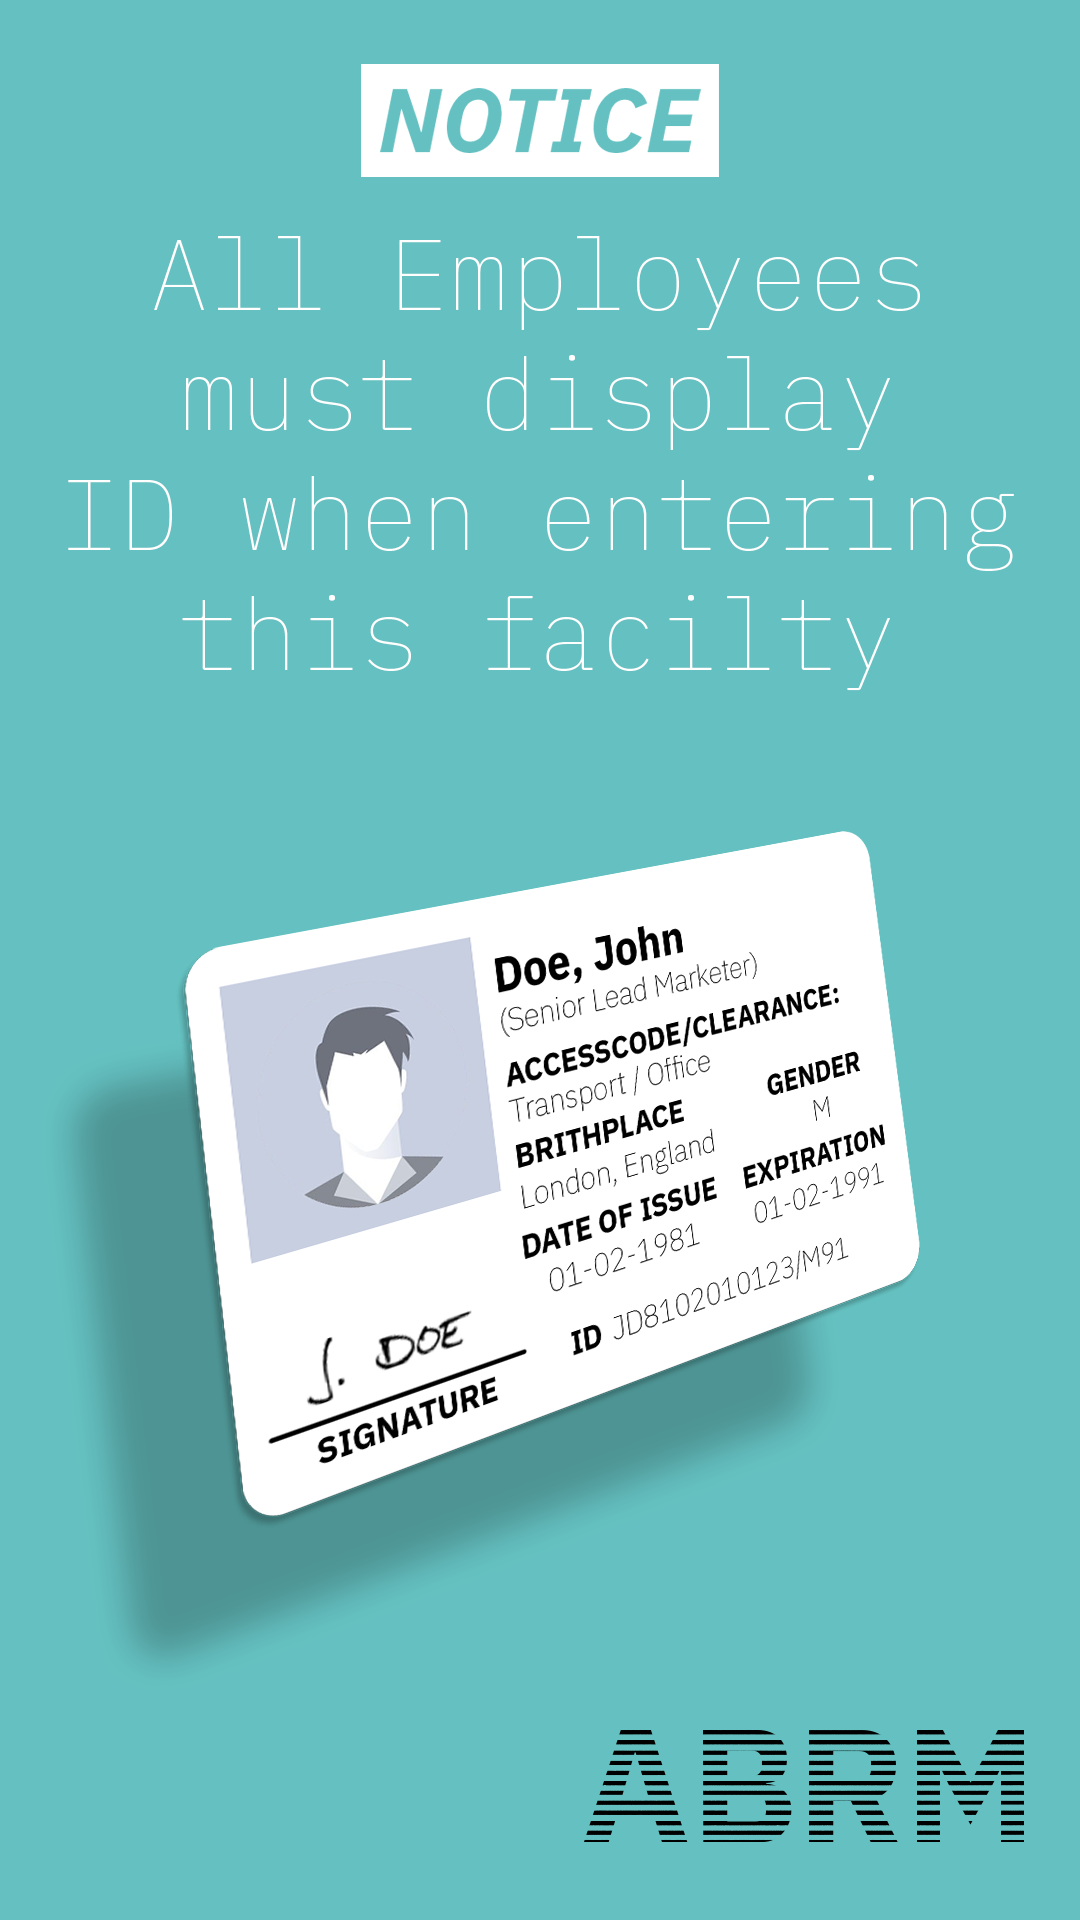 NOTICE
All Employees
must display
ID when entering
this facilty
Doe, John
(Senior Lead Marketer)
ACCESSCODE/CLEARANCE:
Transport / Office
GENDER
M
BRITHPLACE
London, England
EXPIRATION
01-02-1991
DATE OF ISSUE
01-02-1981
ID JD8102010123/M91
J. DOE
SIGNATURE
ABRM